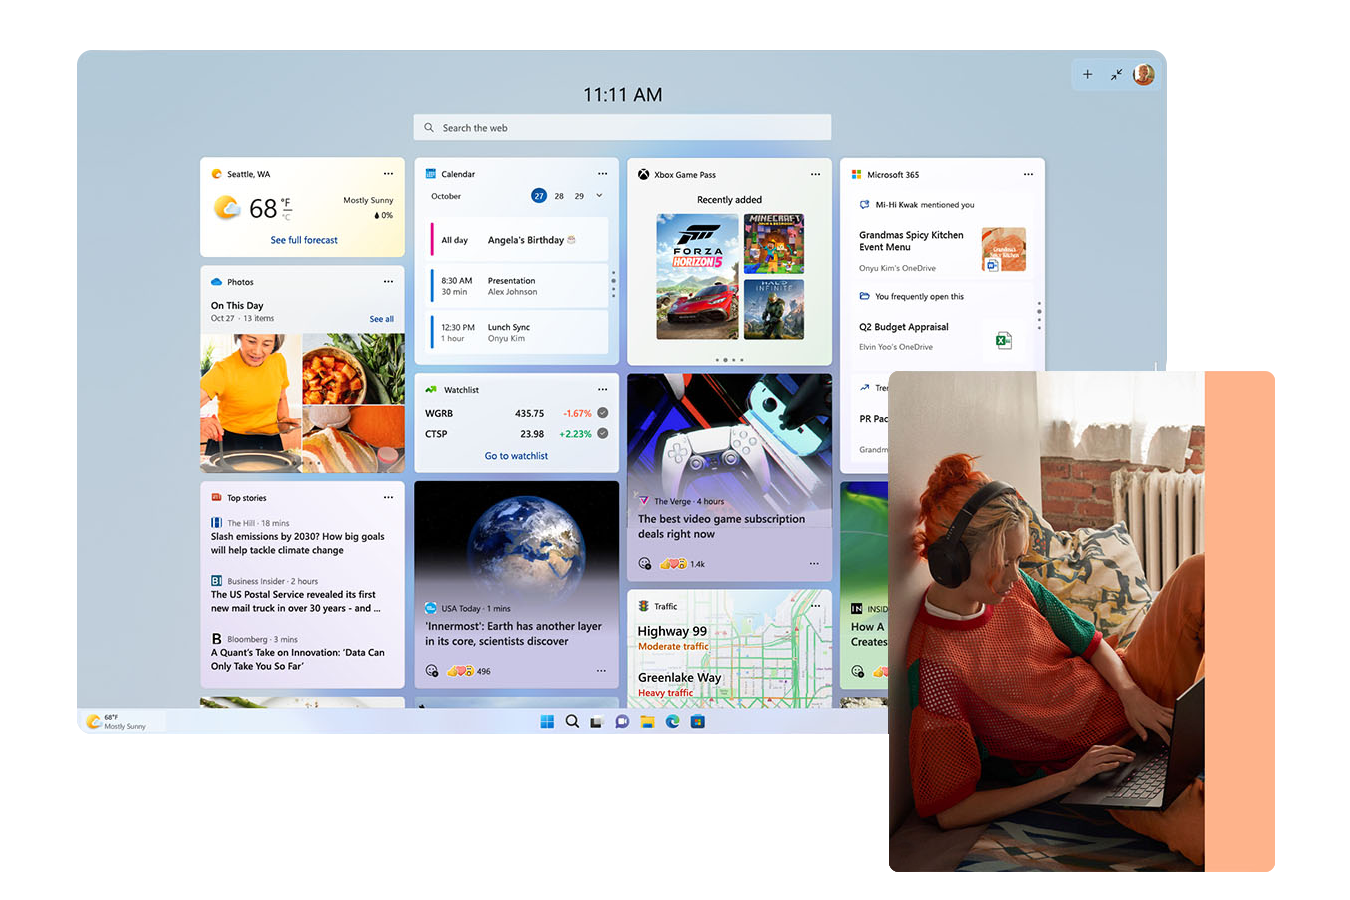 11:11 AM
Search the web
Seattle, WA
68 °F
°C
Mostly Sunny
0%
See full forecast
Photos
On This Day
Oct 27 · 13 items
See all
Top stories
The Hill · 18 mins
Slash emissions by 2030? How big goals
will help tackle climate change
Business Insider · 2 hours
The US Postal Service revealed its first
new mail truck in over 30 years - and ...
B Bloomberg · 3 mins
A Quant's Take on Innovation: 'Data Can
Only Take You So Far'
Calendar
October
27 28 29
All day Angela's Birthday
8:30 AM Presentation
30 min Alex Johnson
12:30 PM Lunch Sync
1 hour Onyu Kim
Watchlist
WGRB 435.75 -1.67%
CTSP 23.98 +2.23%
Go to watchlist
USA Today · 1 mins
'Innermost': Earth has another layer
in its core, scientists discover
496
Xbox Game Pass
Recently added
FORZA
HORIZON 5
MINECRAFT
HALO
INFINITE
The Verge · 4 hours
The best video game subscription
deals right now
1.4k
Traffic
Highway 99
Moderate traffic
Greenlake Way
Heavy traffic
Microsoft 365
Mi-Hi Kwak mentioned you
Grandmas Spicy Kitchen
Event Menu
Onyu Kim's OneDrive
Grandma's
Spicy Kitchen
You frequently open this
Q2 Budget Appraisal
Elvin Yoo's OneDrive
Tre
PR Pac
Grandm
IN INSID
How A
Creates
68°F
Mostly Sunny